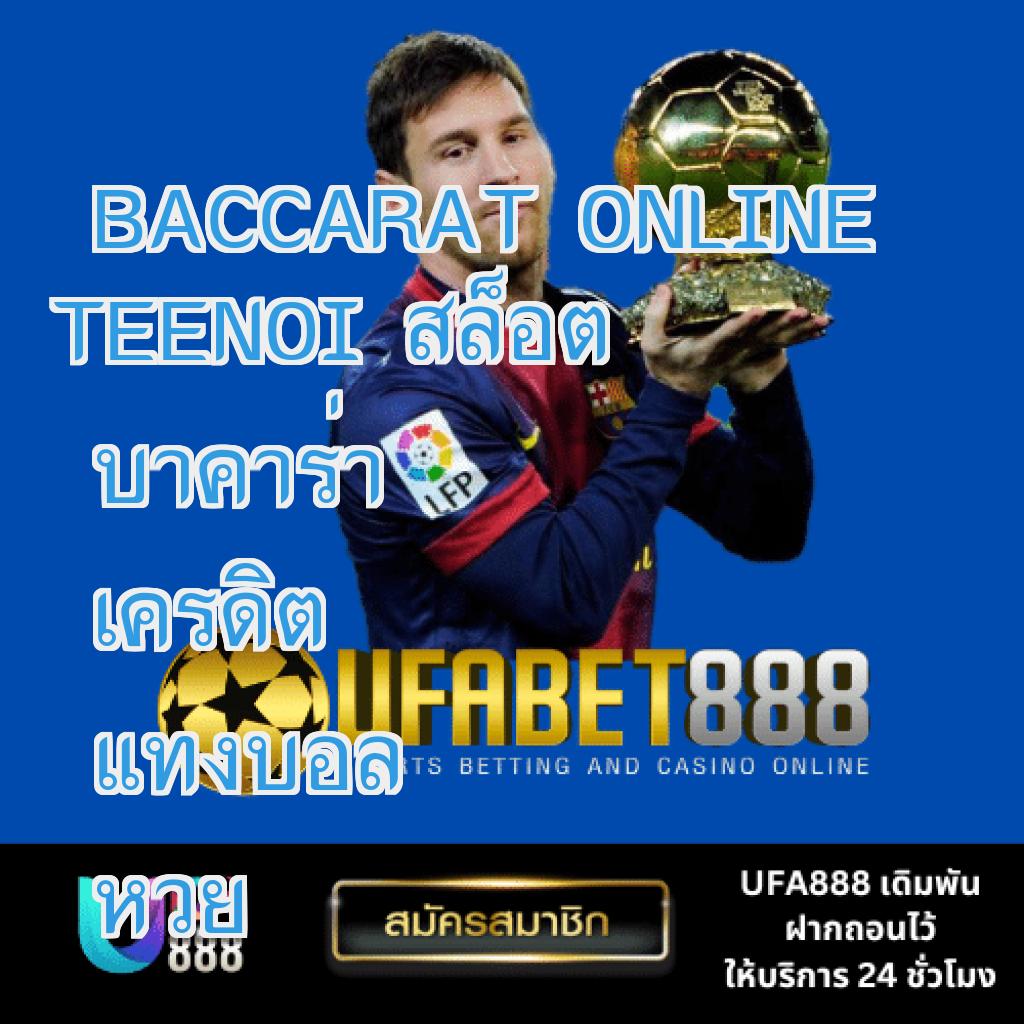 BACCARAT ONLINE
TEENOI สล็อต
บาคาร่า
LFP
เครดิต
UFABET888
แทงบอล
BETTING AND CASINO ONLINE
หวย
888
สมัครสมาชิก
UFA888 เดิมพัน
ฝากถอนไว้
ให้บริการ 24 ชั่วโมง